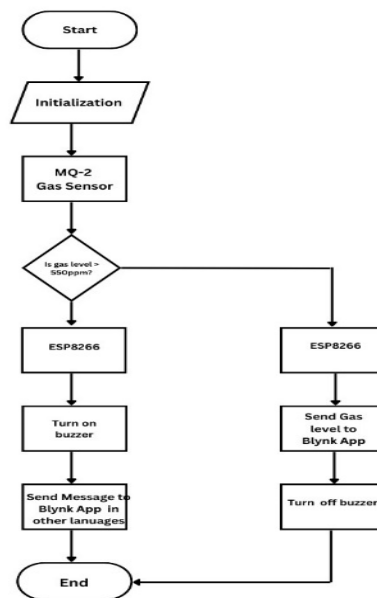 Start
Initialization
MQ-2
Gas Sensor
Is gas level >
550ppm?
ESP8266
ESP8266
Turn on
buzzer
Send Gas
level to
Blynk App
Send Message to
Blynk App in
other lanuages
Turn off buzzer
End